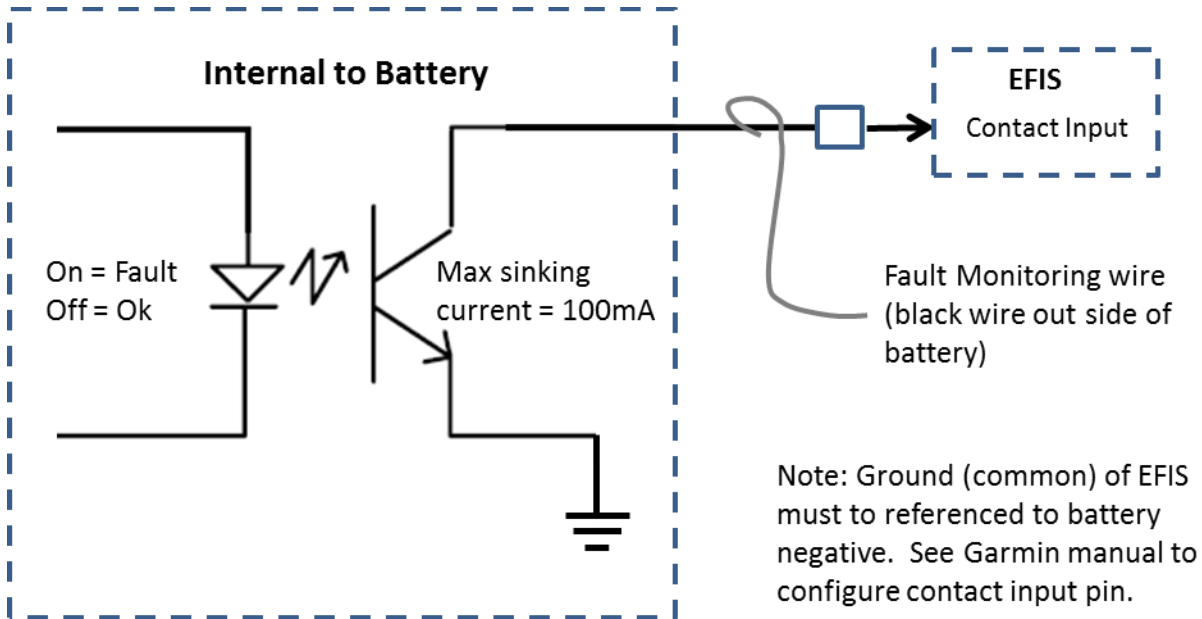 Internal to Battery
EFIS
Contact Input
On = Fault
Off = Ok
Max sinking
current = 100mA
Fault Monitoring wire
(black wire out side of
battery)
Note: Ground (common) of EFIS
must to referenced to battery
negative.  See Garmin manual to
configure contact input pin.